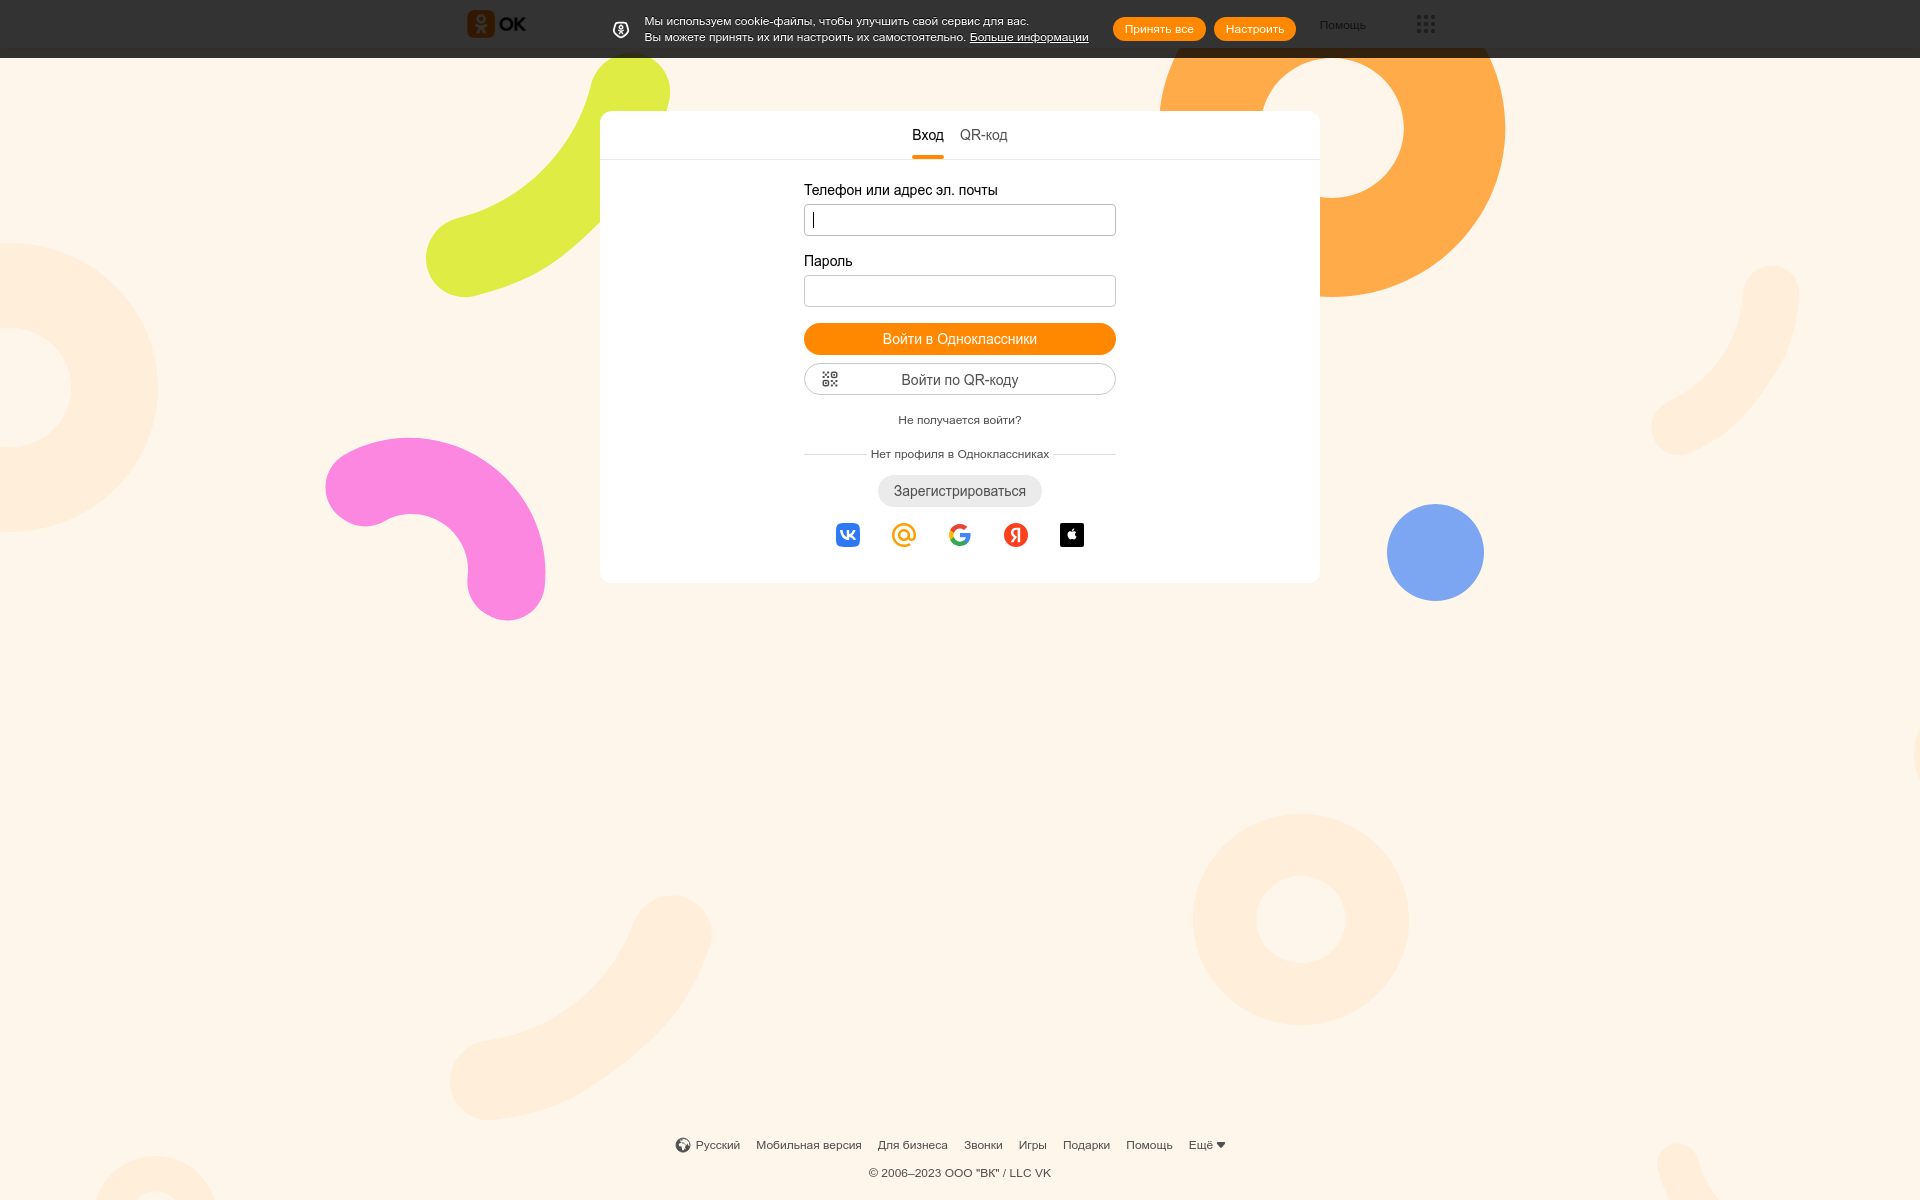 OK
Мы используем cookie-файлы, чтобы улучшить свой сервис для вас.
Вы можете принять их или настроить их самостоятельно. Больше информации
Принять все
Настроить
Помощь
Вход
QR-код
Телефон или адрес эл. почты
Пароль
Войти в Одноклассники
Войти по QR-коду
Не получается войти?
Нет профиля в Одноклассниках
Зарегистрироваться
Русский Мобильная версия Для бизнеса Звонки Игры Подарки Помощь Ещё
© 2006–2023 ООО "ВК" / LLC VK